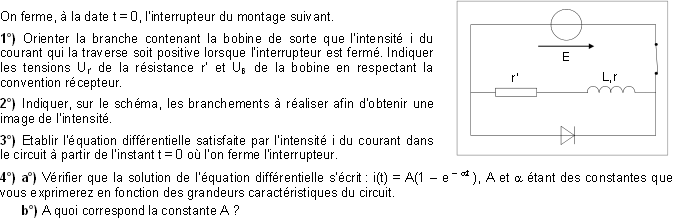 On ferme, à la date t = 0, l'interrupteur du montage suivant.
1°) Orienter la branche contenant la bobine de sorte que l'intensité i du
courant qui la traverse soit positive lorsque l'interrupteur est fermé. Indiquer
les tensions Ur' de la résistance r' et UB de la bobine en respectant la
convention récepteur.
2°) Indiquer, sur le schéma, les branchements à réaliser afin d'obtenir une
image de l'intensité.
3°) Etablir l'équation différentielle satisfaite par l'intensité i du courant dans
le circuit à partir de l'instant t = 0 où l'on ferme l'interrupteur.
4°) a°) Vérifier que la solution de l'équation différentielle s'écrit : i(t) = A(1 – e^{– αt}), A et α étant des constantes que
vous exprimerez en fonction des grandeurs caractéristiques du circuit.
b°) A quoi correspond la constante A ?
E
r'
L,r